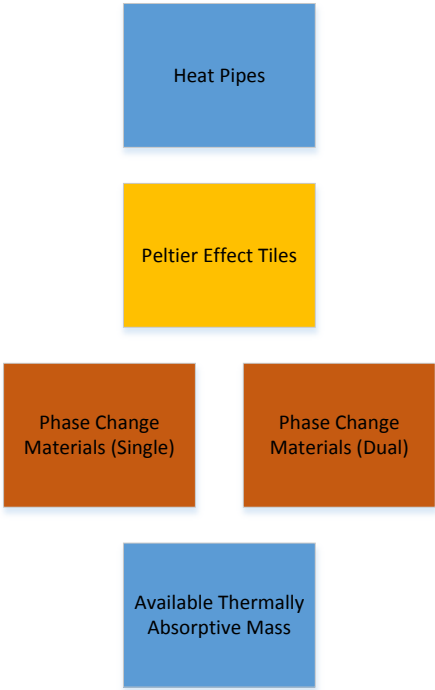 Heat Pipes
Peltier Effect Tiles
Phase Change
Materials (Single)
Phase Change
Materials (Dual)
Available Thermally
Absorptive Mass